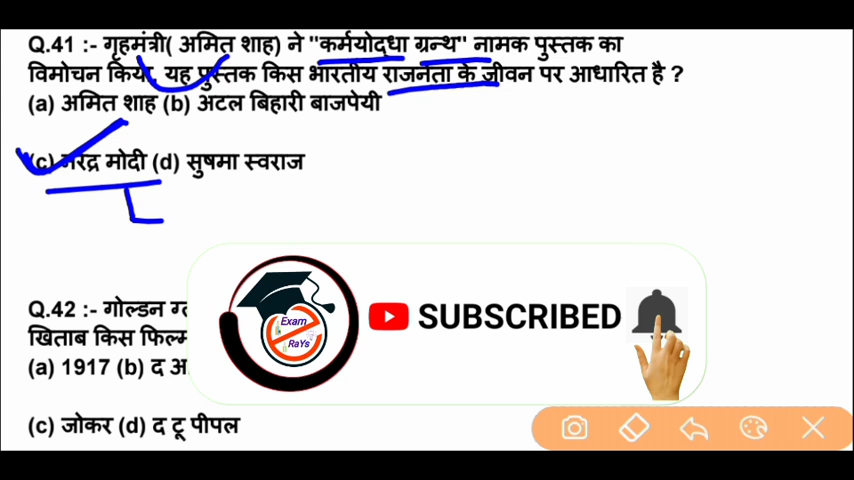 Q.41 :- गृहमंत्री( अमित शाह) ने "कर्मयोद्धा ग्रन्थ" नामक पुस्तक का
विमोचन किया, यह पुस्तक किस भारतीय राजनेता के जीवन पर आधारित है ?
(a) अमित शाह (b) अटल बिहारी बाजपेयी
(c) नरेंद्र मोदी (d) सुषमा स्वराज
Q.42 :- गोल्डन
खिताब किस
(a) 1917 (b) द
(c) जोकर (d) द टू पीपल
Exam
RaYs
SUBSCRIBED